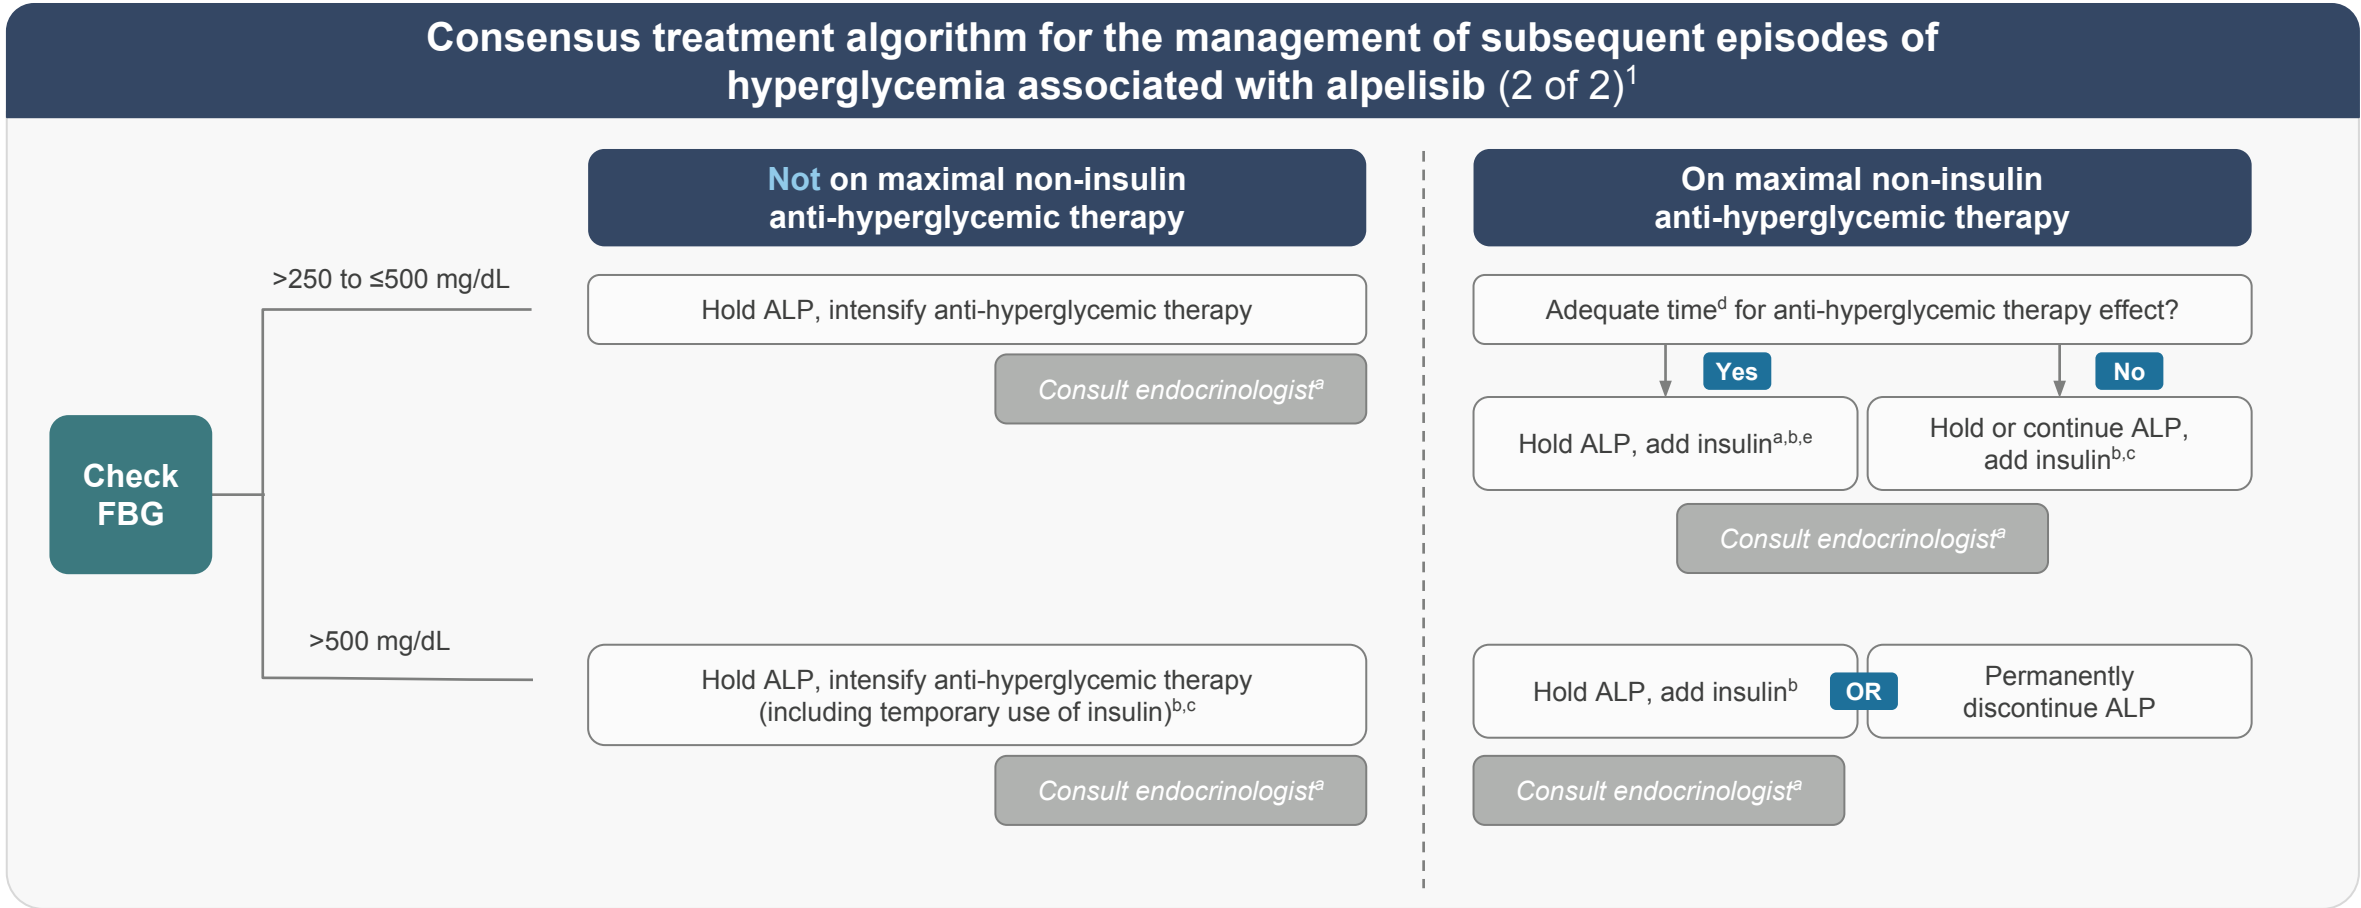 Consensus treatment algorithm for the management of subsequent episodes of
hyperglycemia associated with alpelisib (2 of 2)1
Not on maximal non-insulin
anti-hyperglycemic therapy
On maximal non-insulin
anti-hyperglycemic therapy
Check
FBG
>250 to ≤500 mg/dL
Hold ALP, intensify anti-hyperglycemic therapy
Consult endocrinologista
Adequate timed for anti-hyperglycemic therapy effect?
Yes
No
Hold ALP, add insulina,b,e
Hold or continue ALP,
add insulinb,c
Consult endocrinologista
>500 mg/dL
Hold ALP, intensify anti-hyperglycemic therapy
(including temporary use of insulin)b,c
Consult endocrinologista
Hold ALP, add insulinb
OR
Permanently
discontinue ALP
Consult endocrinologista